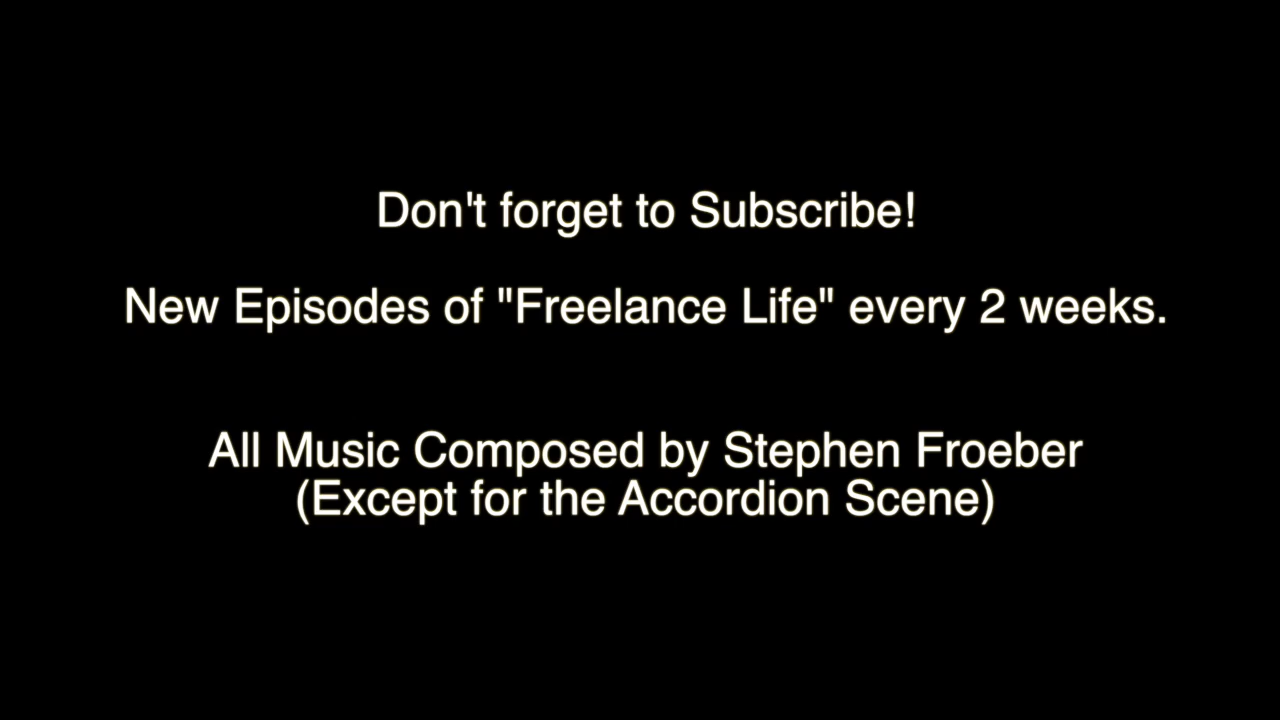 Don't forget to Subscribe!
New Episodes of "Freelance Life" every 2 weeks.
All Music Composed by Stephen Froeber
(Except for the Accordion Scene)